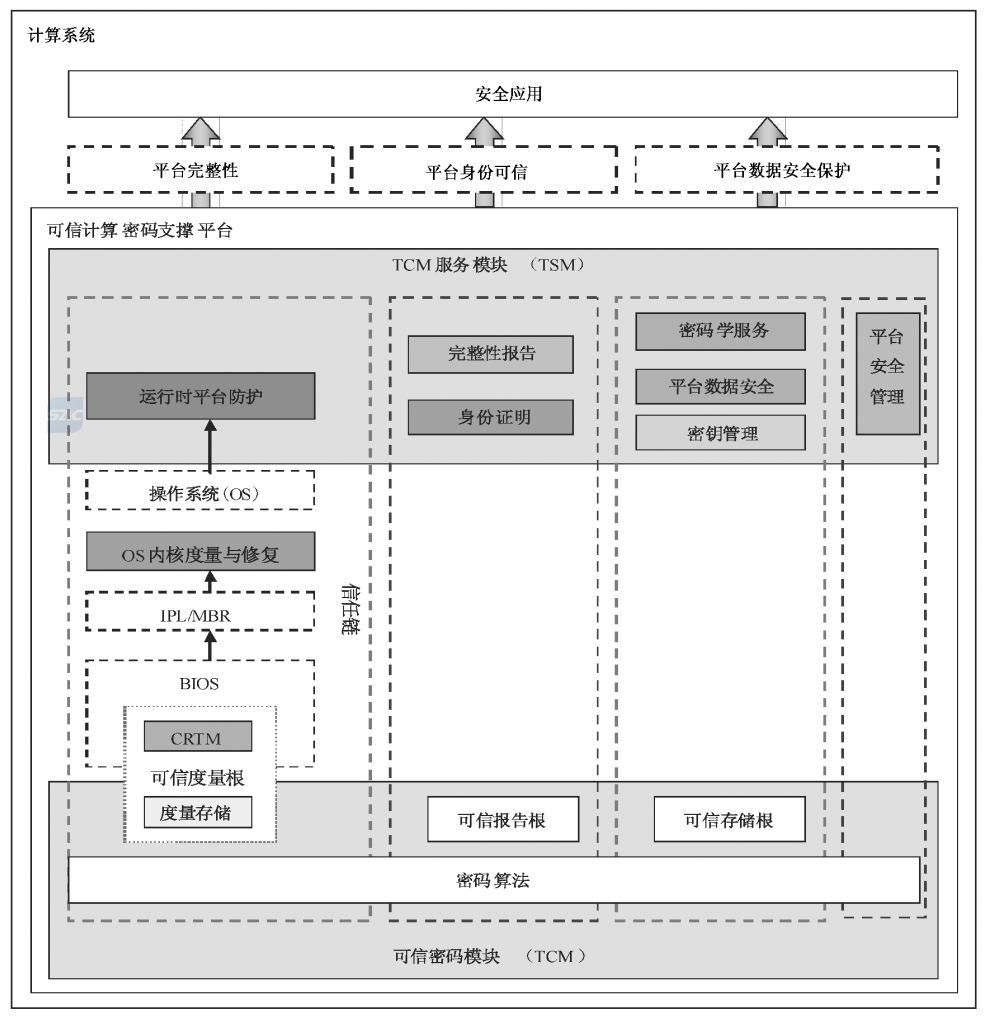 计算系统
安全应用
平台完整性
平台身份可信
平台数据安全保护
可信计算 密码支撑 平台
TCM 服务 模块 （TSM）
密码 学服务
平台
安全
管理
完整性报告
平台数据安全
运行时平台防护
身份证明
密钥管理
SZIC
操作系统（OS）
OS 内核度量与修复
信任链
IPL/MBR
BIOS
CRTM
可信度量根
度量存储
可信报告根
可信存储根
密码 算法
可信密码模块 （TCM ）